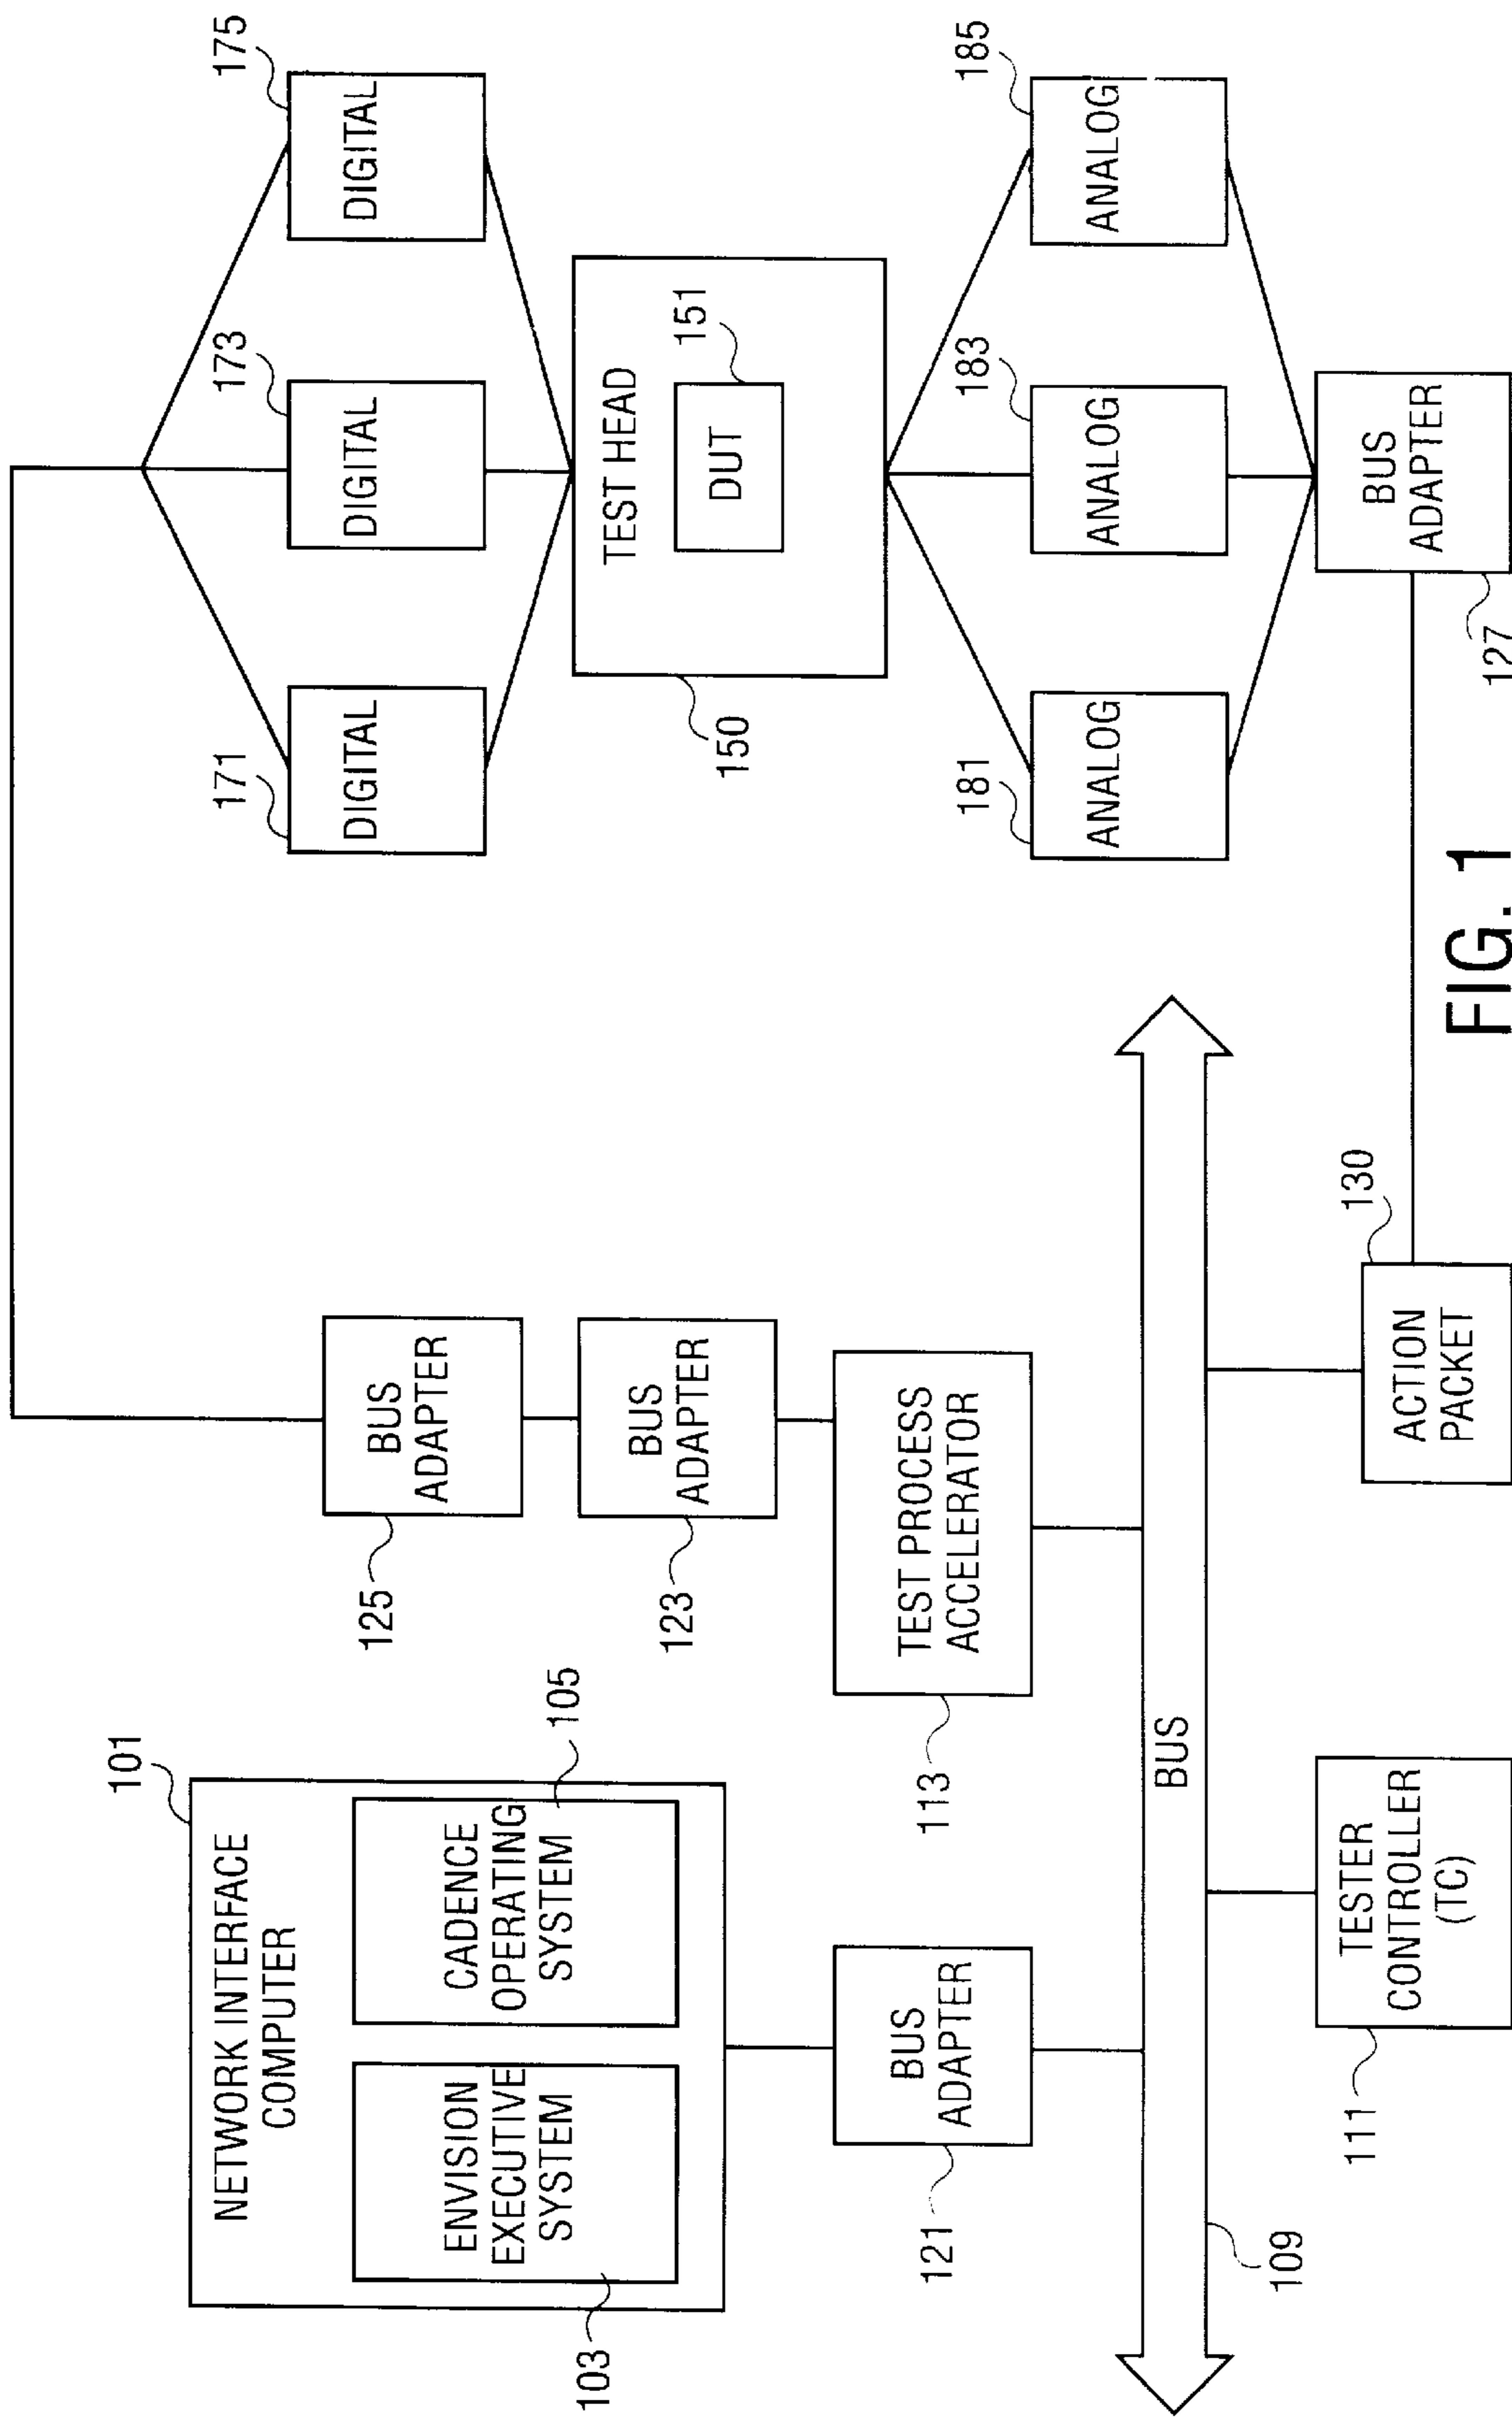 101
NETWORK INTERFACE
COMPUTER
ENVISION
EXECUTIVE
SYSTEM
103
CADENCE
OPERATING
SYSTEM
105
BUS
ADAPTER
121
BUS
ADAPTER
125
BUS
ADAPTER
123
TEST PROCESS
ACCELERATOR
113
BUS
109
TESTER
CONTROLLER
(TC)
111
ACTION
PACKET
130
171
DIGITAL
173
DIGITAL
175
DIGITAL
TEST HEAD
150
DUT
151
181
ANALOG
183
ANALOG
185
ANALOG
BUS
ADAPTER
127
FIG. 1